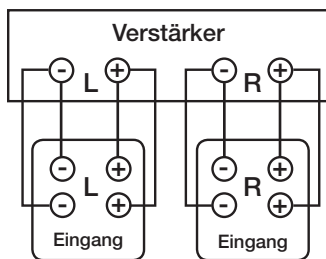 Verstärker
- L + - R +
- L + - R +
- + - +
Eingang Eingang